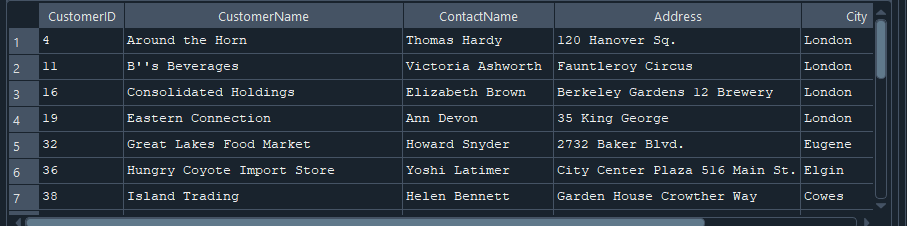 CustomerID CustomerName ContactName Address City
1 4 Around the Horn Thomas Hardy 120 Hanover Sq. London
2 11 B''s Beverages Victoria Ashworth Fauntleroy Circus London
3 16 Consolidated Holdings Elizabeth Brown Berkeley Gardens 12 Brewery London
4 19 Eastern Connection Ann Devon 35 King George London
5 32 Great Lakes Food Market Howard Snyder 2732 Baker Blvd. Eugene
6 36 Hungry Coyote Import Store Yoshi Latimer City Center Plaza 516 Main St. Elgin
7 38 Island Trading Helen Bennett Garden House Crowther Way Cowes